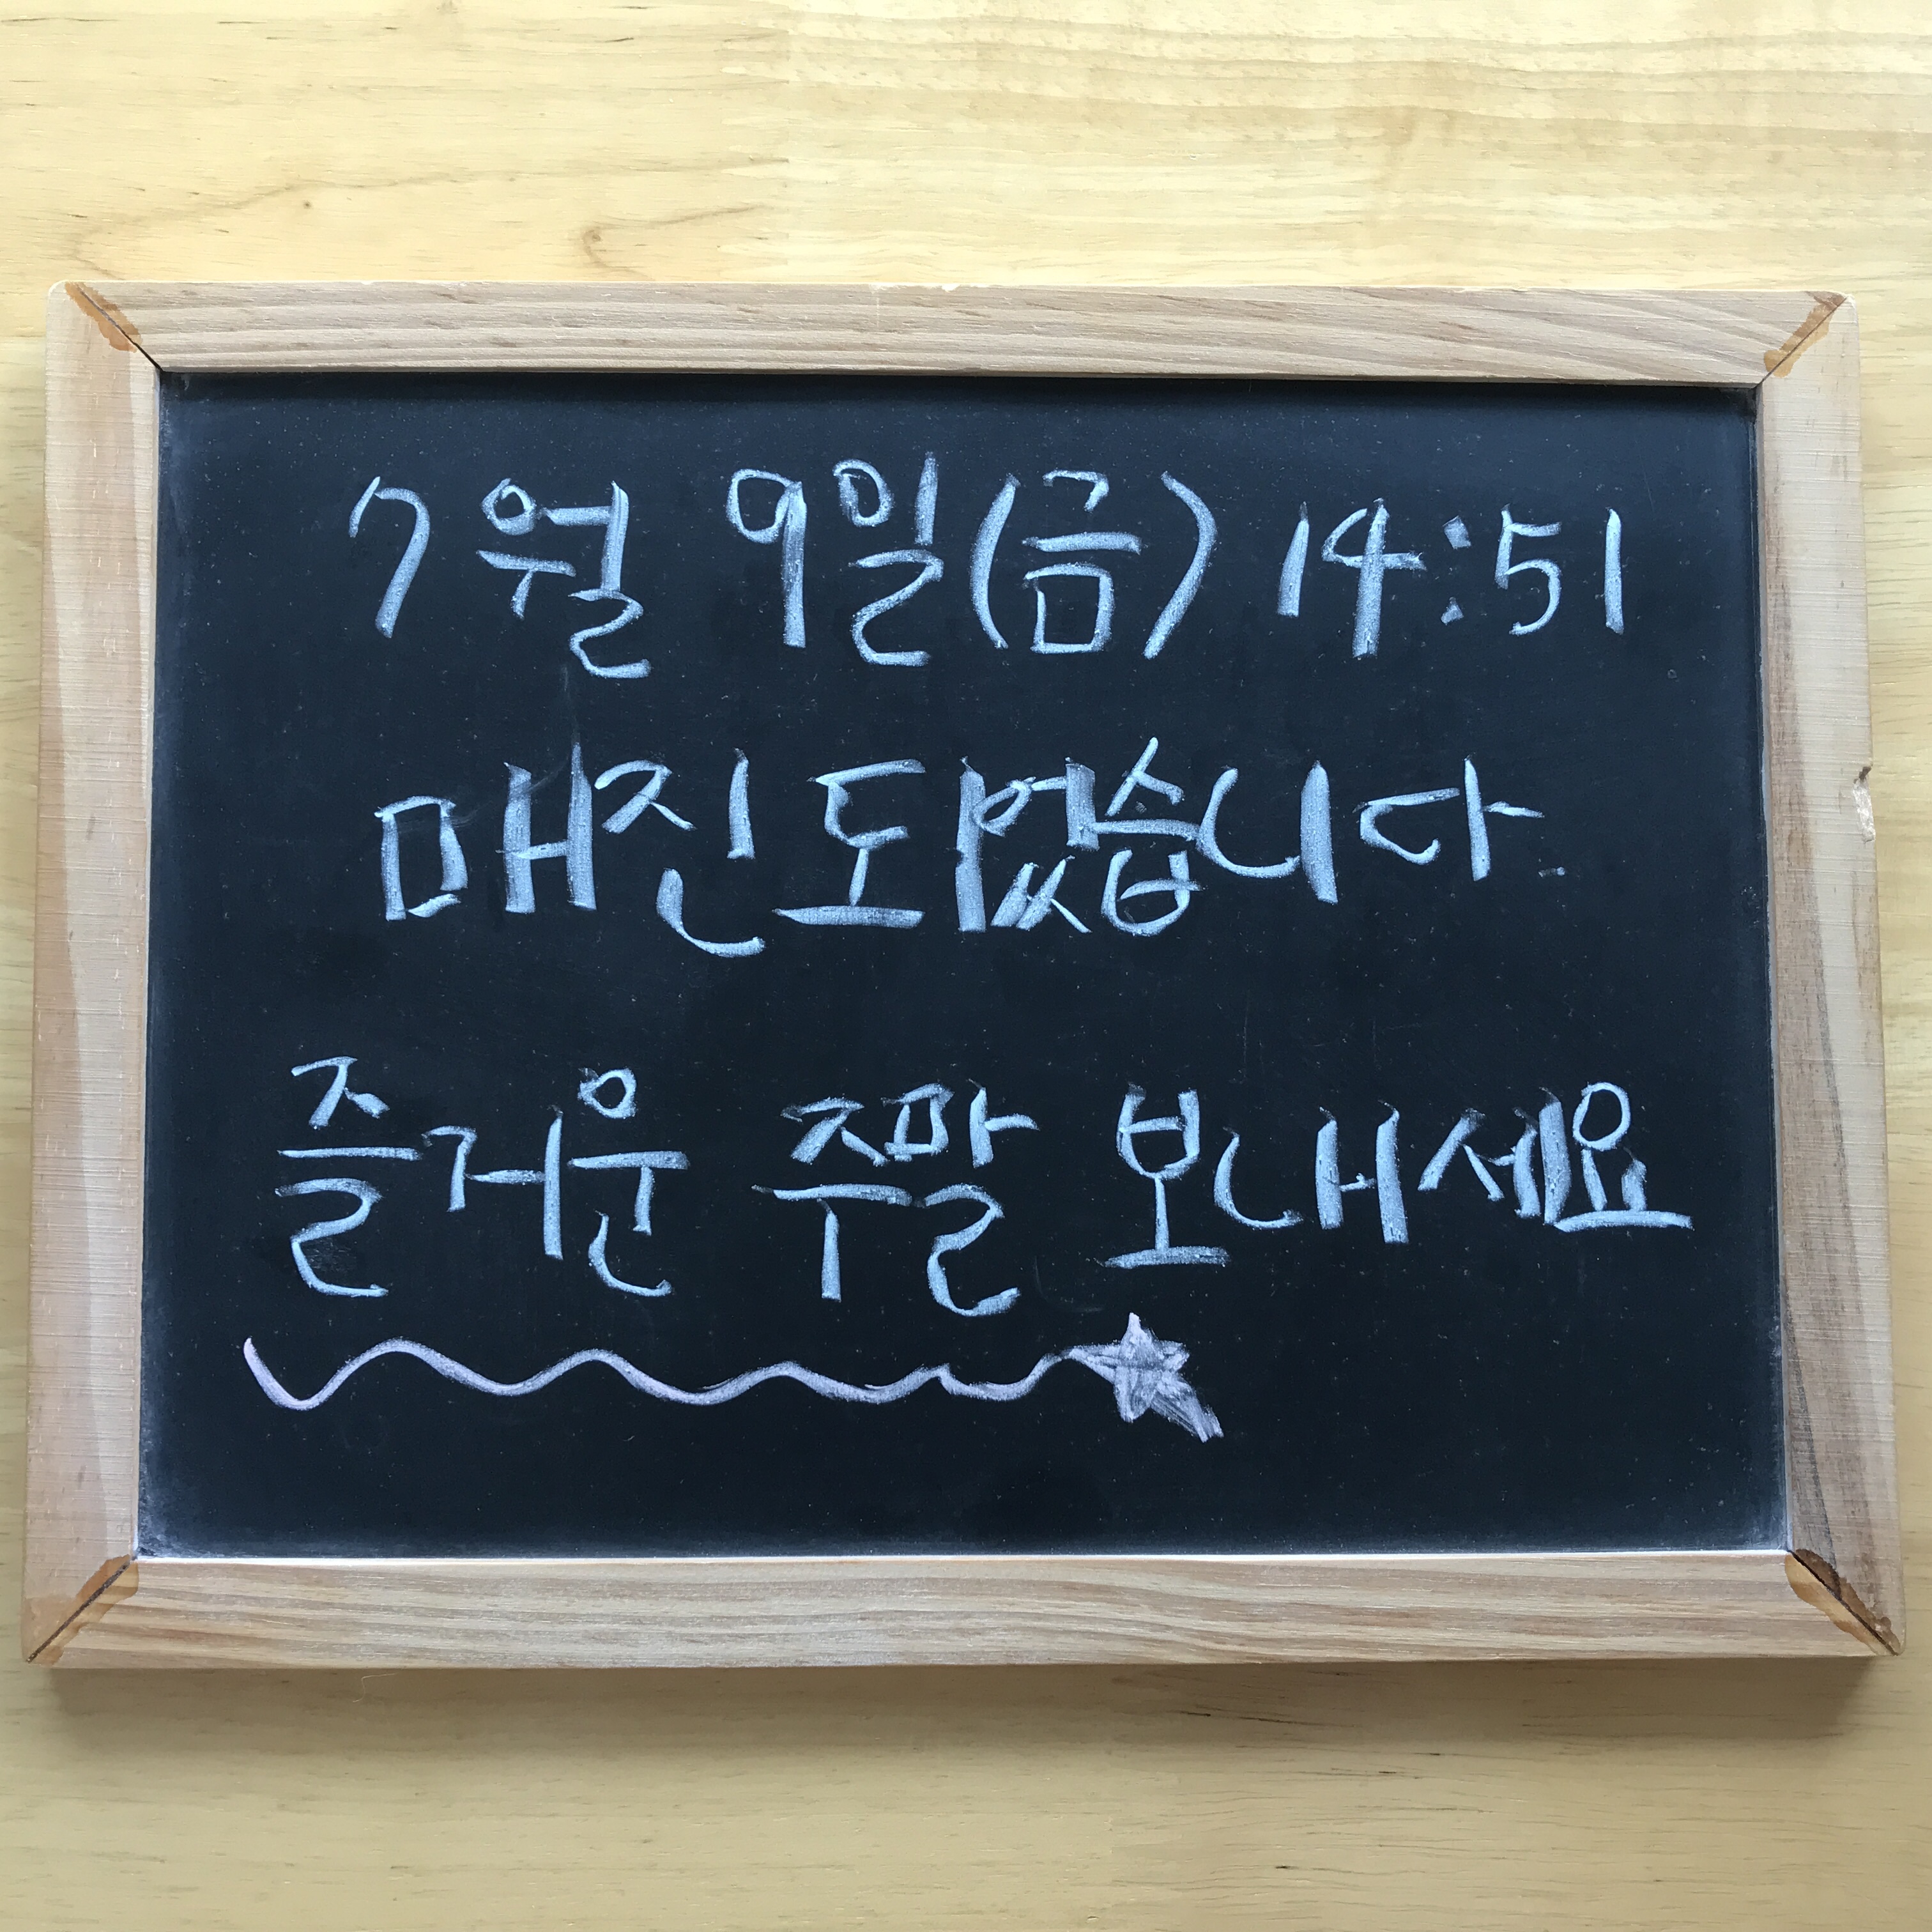 7월 9일(금) 14:51
매진되었습니다.
즐거운 주말 보내세요